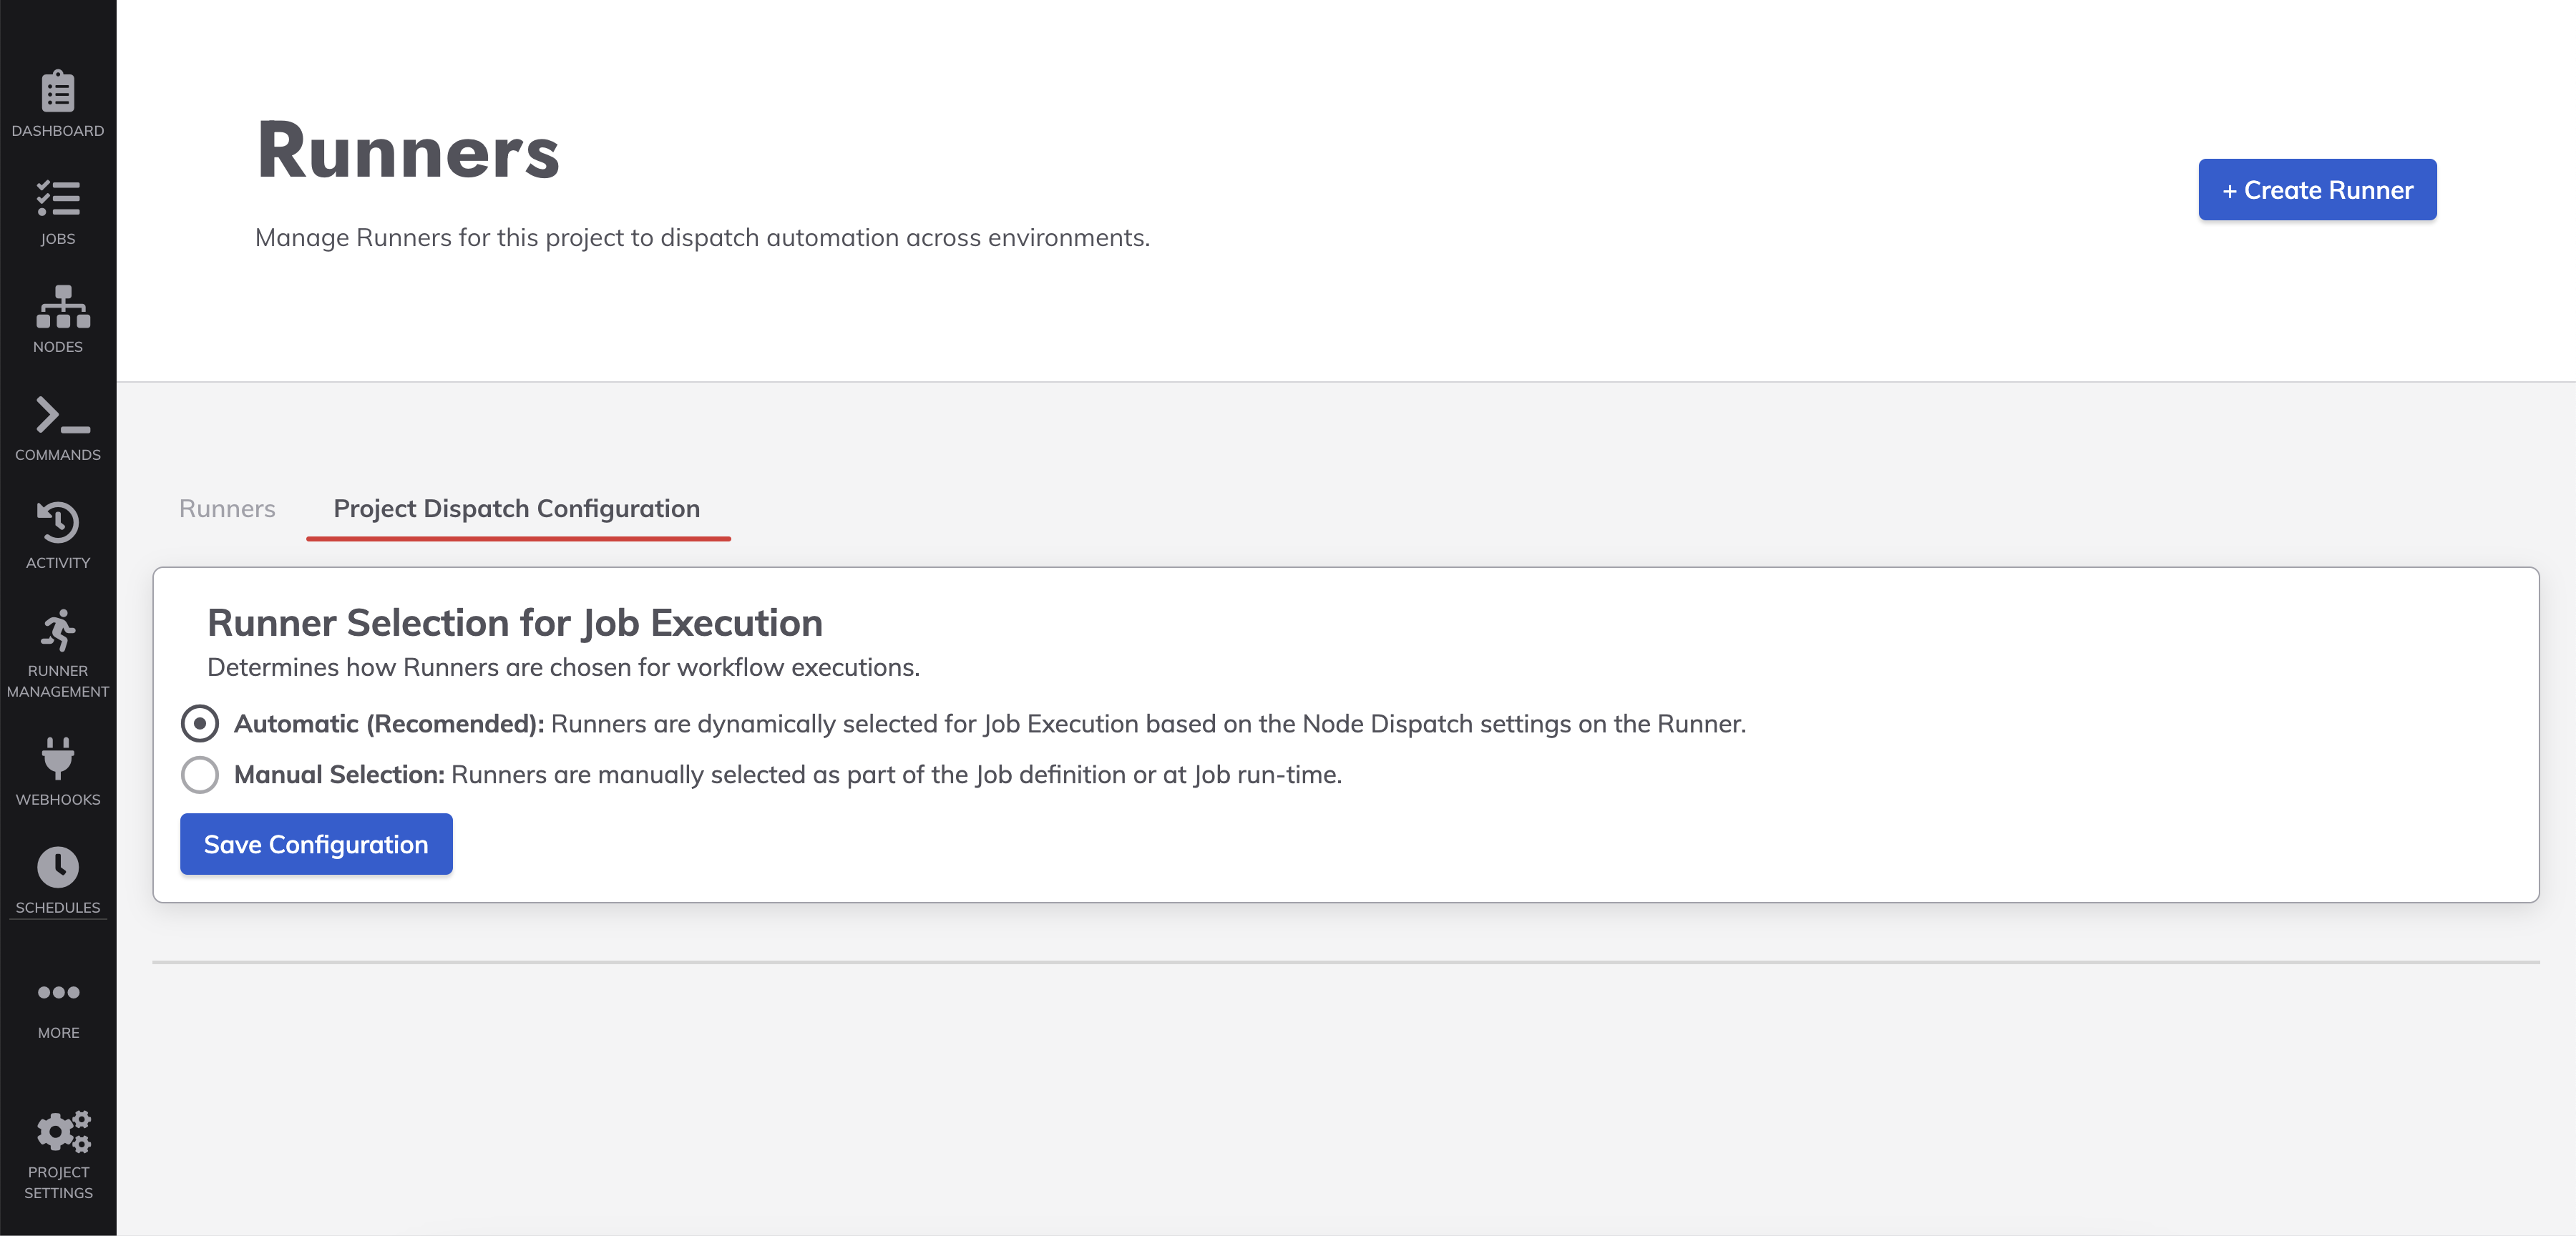 DASHBOARD
JOBS
NODES
COMMANDS
ACTIVITY
RUNNER
MANAGEMENT
WEBHOOKS
SCHEDULES
MORE
PROJECT
SETTINGS
Runners
Manage Runners for this project to dispatch automation across environments.
+ Create Runner
Runners
Project Dispatch Configuration
Runner Selection for Job Execution
Determines how Runners are chosen for workflow executions.
Automatic (Recomended): Runners are dynamically selected for Job Execution based on the Node Dispatch settings on the Runner.
Manual Selection: Runners are manually selected as part of the Job definition or at Job run-time.
Save Configuration